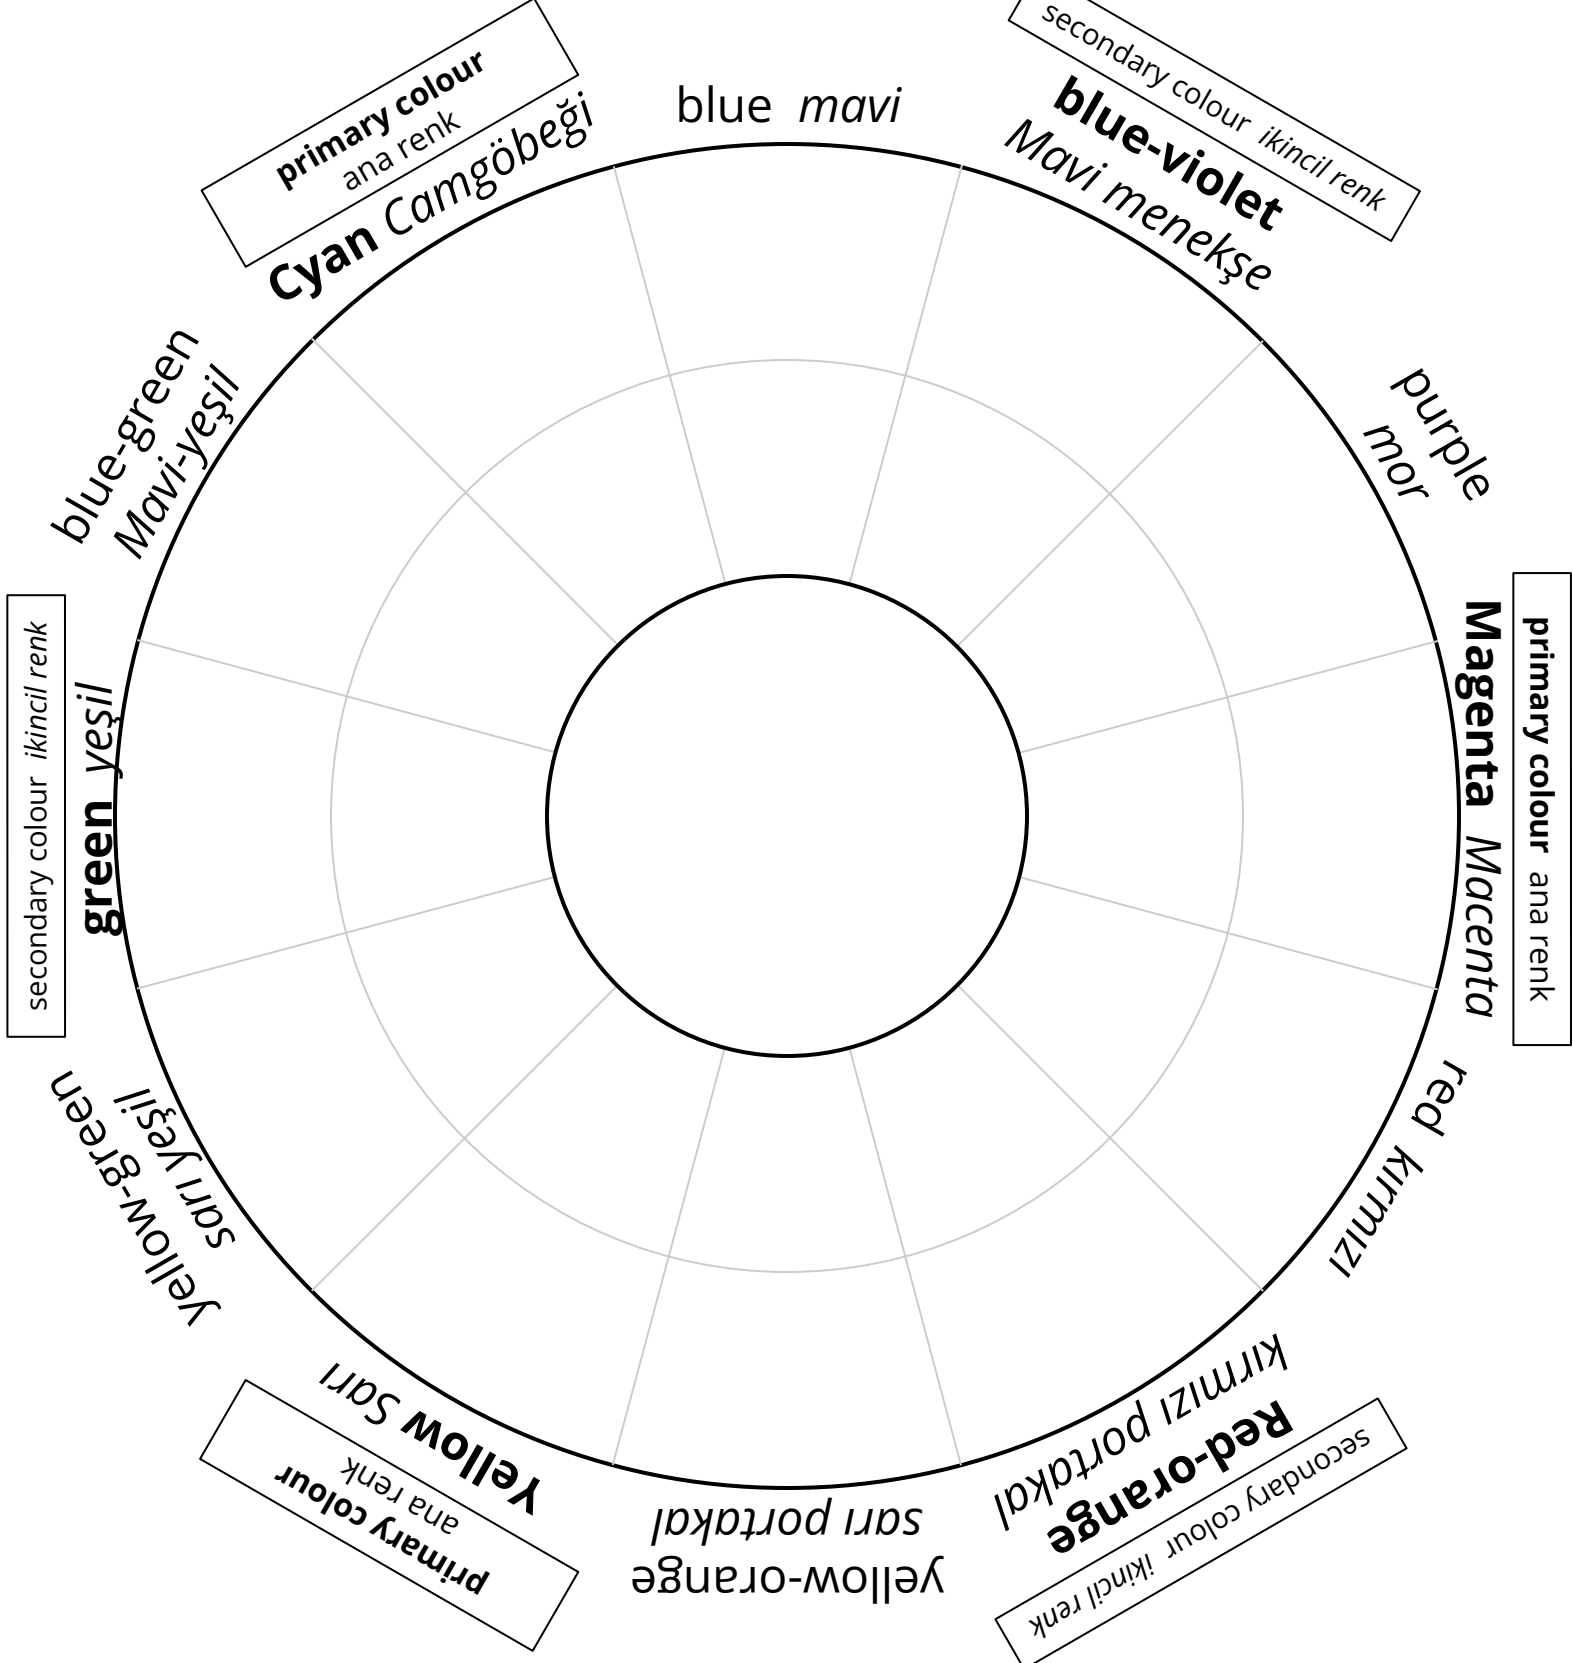 blue mavi
secondary colour ikincil renk
blue-violet
Mavi menekşe
purple
mor
primary colour ana renk
Magenta Macenta
red kırmızı
kırmızı portakal
Red-orange
secondary colour ikincil renk
sarı portakal
yellow-orange
Yellow Sarı
ana renk
primary colour
sarı yeşil
yellow-green
secondary colour ikincil renk
green yeşil
blue-green
Mavi-yeşil
primary colour
ana renk
Cyan Camgöbeği